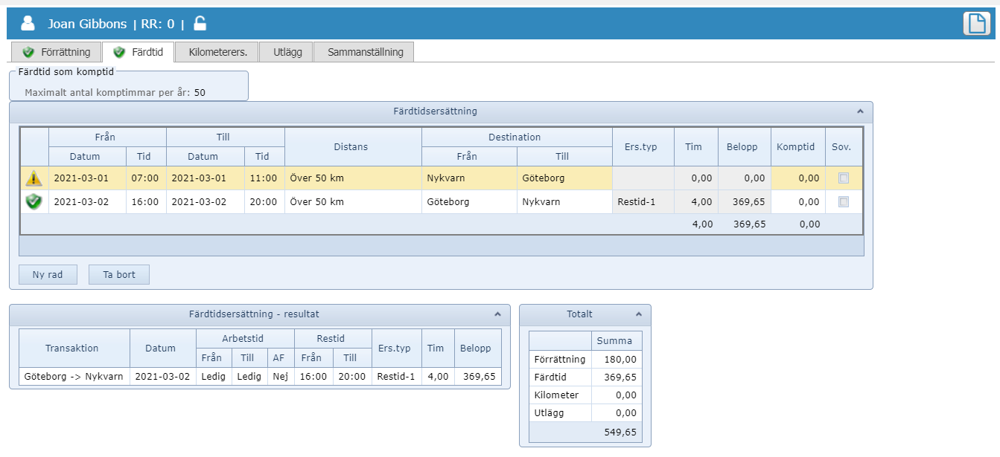 Joan Gibbons | RR: 0 |
Förrättning Färdtid Kilometerers. Utlägg Sammanställning
Färdtid som komptid
Maximalt antal komptimmar per år: 50
Färdtidsersättning
Från Till Distans Destination Ers.typ Tim Belopp Komptid Sov.
Datum Tid Datum Tid Från Till
2021-03-01 07:00 2021-03-01 11:00 Över 50 km Nykvarn Göteborg 0,00 0,00 0,00
2021-03-02 16:00 2021-03-02 20:00 Över 50 km Göteborg Nykvarn Restid-1 4,00 369,65 0,00
4,00 369,65 0,00
Ny rad Ta bort
Färdtidsersättning - resultat
Transaktion Datum Arbetstid Restid Ers.typ Tim Belopp
Från Till AF Från Till
Göteborg -> Nykvarn 2021-03-02 Ledig Ledig Nej 16:00 20:00 Restid-1 4,00 369,65
Totalt
Summa
Förrättning 180,00
Färdtid 369,65
Kilometer 0,00
Utlägg 0,00
549,65